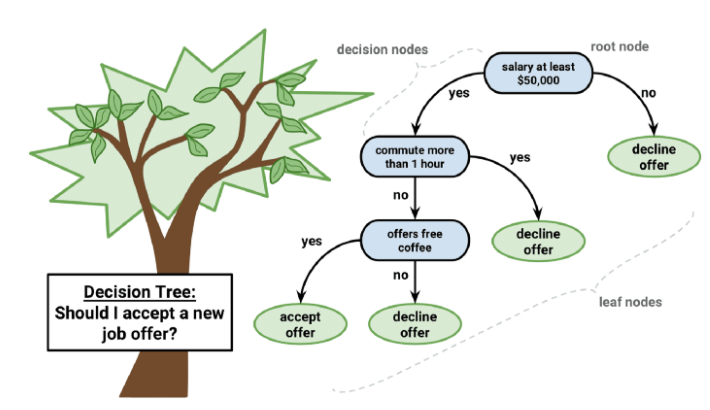 decision nodes
root node
salary at least
$50,000
yes
no
commute more
than 1 hour
yes
decline
offer
no
offers free
coffee
decline
offer
yes
no
accept
offer
decline
offer
leaf nodes
Decision Tree:
Should I accept a new
job offer?